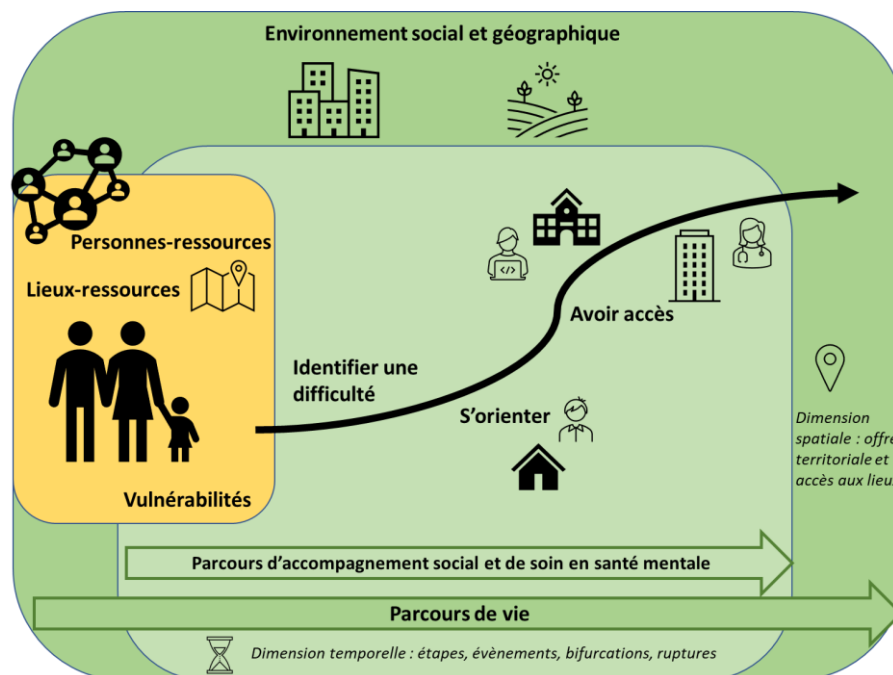 Environnement social et géographique
Personnes-ressources
Lieux-ressources
Vulnérabilités
Identifier une
difficulté
S'orienter
Avoir accès
</>
Dimension
spatiale : offre
territoriale et
accès aux lieux
Parcours d'accompagnement social et de soin en santé mentale
Parcours de vie
Dimension temporelle : étapes, évènements, bifurcations, ruptures